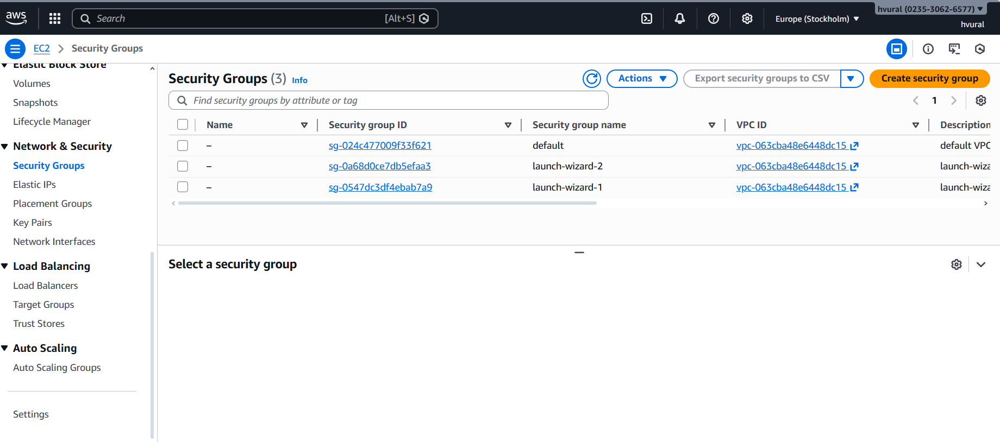 aws
Search [Alt+S]
Europe (Stockholm)
hvural (0235-3062-6577)
hvural
EC2 Security Groups
Elastic Block Store
Volumes
Snapshots
Lifecycle Manager
Network & Security
Security Groups
Elastic IPs
Placement Groups
Key Pairs
Network Interfaces
Load Balancing
Load Balancers
Target Groups
Trust Stores
Auto Scaling
Auto Scaling Groups
Settings
Security Groups (3) Info
Actions
Export security groups to CSV
Create security group
Find security groups by attribute or tag
1
Name Security group ID Security group name VPC ID Description
– sg-024c477009f33f621 default vpc-063cba48e6448dc15 default VPC
– sg-0a68d0ce7db5efaa3 launch-wizard-2 vpc-063cba48e6448dc15 launch-wiza
– sg-0547dc3df4ebab7a9 launch-wizard-1 vpc-063cba48e6448dc15 launch-wiza
Select a security group